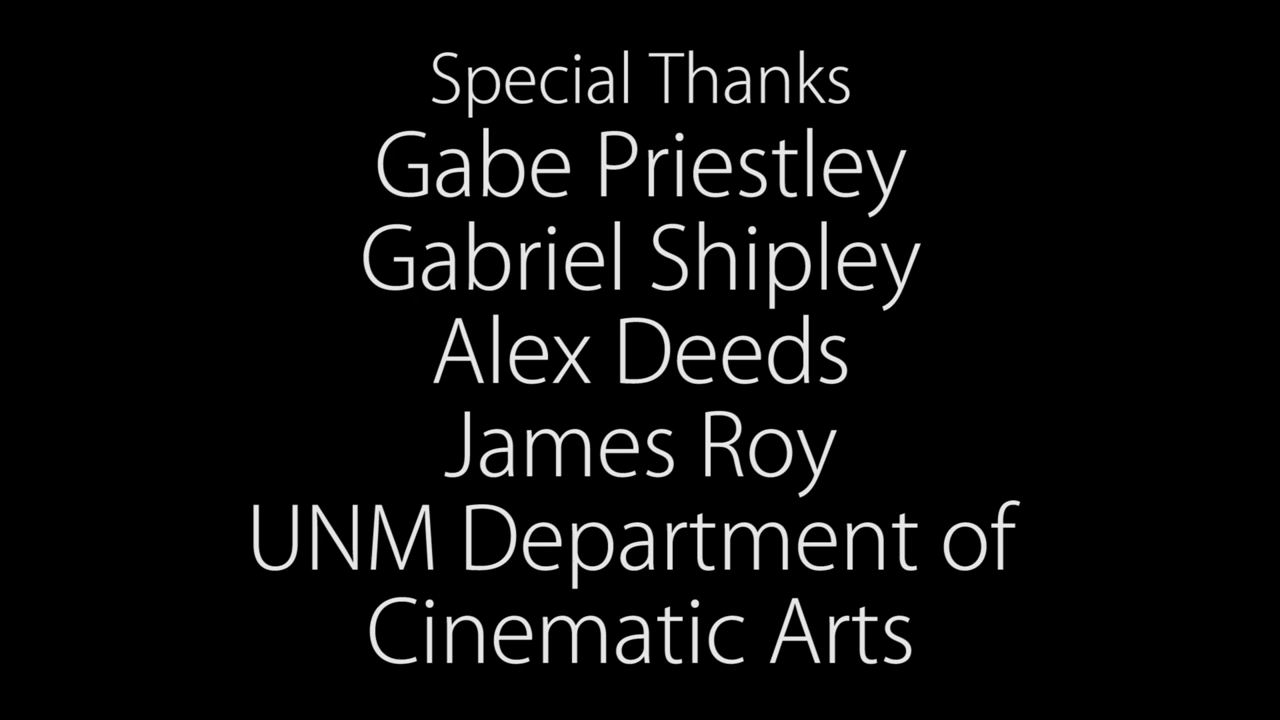 Special Thanks
Gabe Priestley
Gabriel Shipley
Alex Deeds
James Roy
UNM Department of
Cinematic Arts